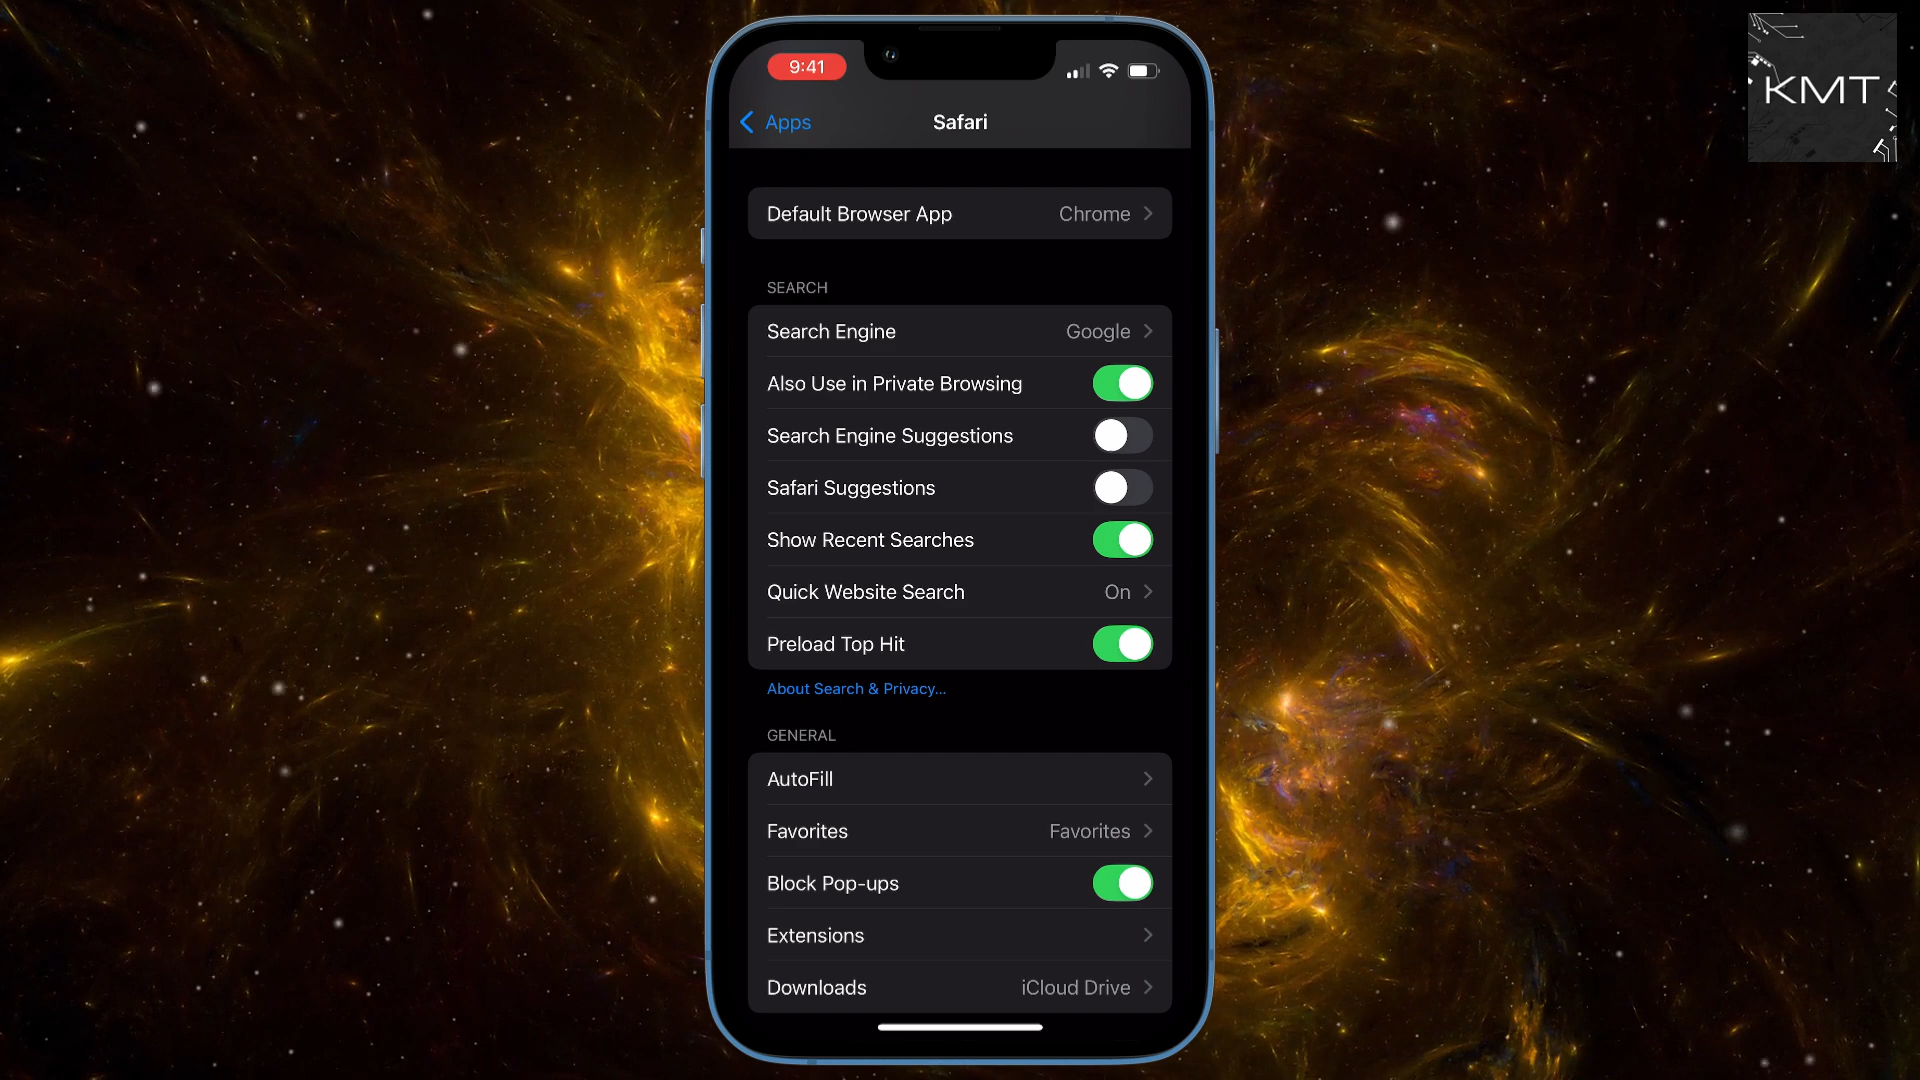 9:41
KMT
Apps
Safari
Default Browser App Chrome
SEARCH
Search Engine Google
Also Use in Private Browsing
Search Engine Suggestions
Safari Suggestions
Show Recent Searches
Quick Website Search On
Preload Top Hit
About Search & Privacy...
GENERAL
AutoFill
Favorites Favorites
Block Pop-ups
Extensions
Downloads iCloud Drive